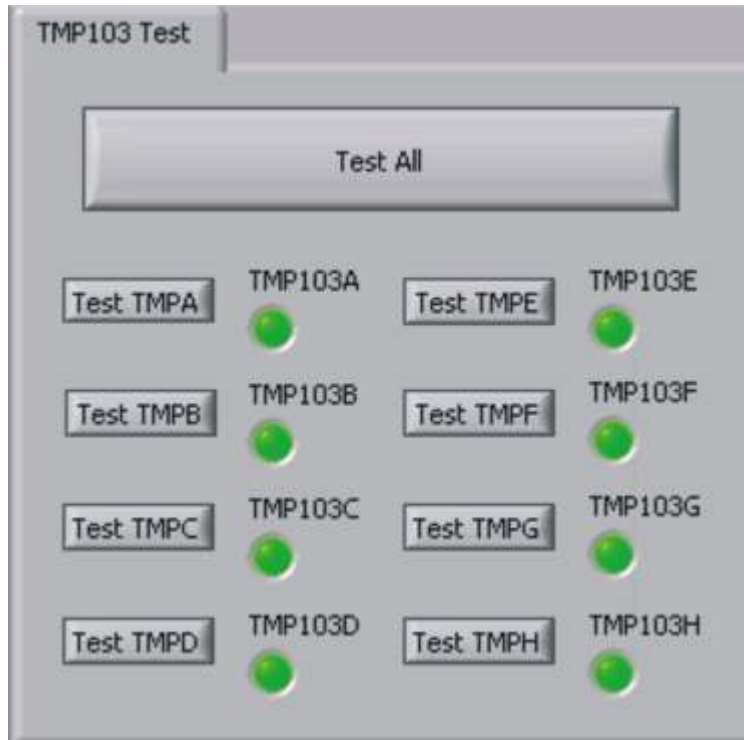 TMP103 Test
Test All
Test TMPA
TMP103A
Test TMPE
TMP103E
Test TMPB
TMP103B
Test TMPF
TMP103F
Test TMPC
TMP103C
Test TMPG
TMP103G
Test TMPD
TMP103D
Test TMPH
TMP103H